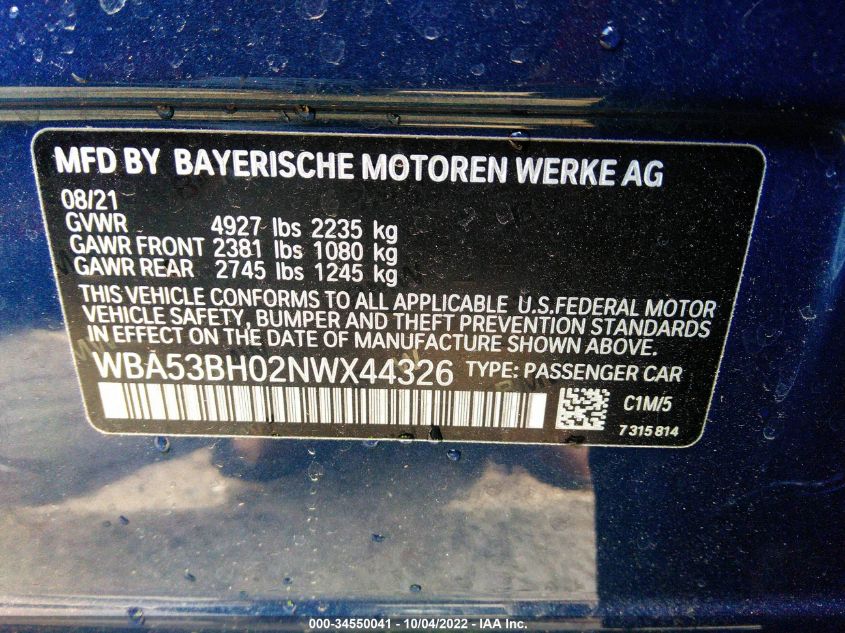 MFD BY BAYERISCHE MOTOREN WERKE AG
08/21
GVWR 4927 lbs 2235 kg
GAWR FRONT 2381 lbs 1080 kg
GAWR REAR 2745 lbs 1245 kg
THIS VEHICLE CONFORMS TO ALL APPLICABLE U.S.FEDERAL MOTOR
VEHICLE SAFETY, BUMPER AND THEFT PREVENTION STANDARDS
IN EFFECT ON THE DATE OF MANUFACTURE SHOWN ABOVE.
WBA53BH02NWX44326 TYPE: PASSENGER CAR
C1M/5
7 315 814
000-34550041 - 10/04/2022 - IAA Inc.